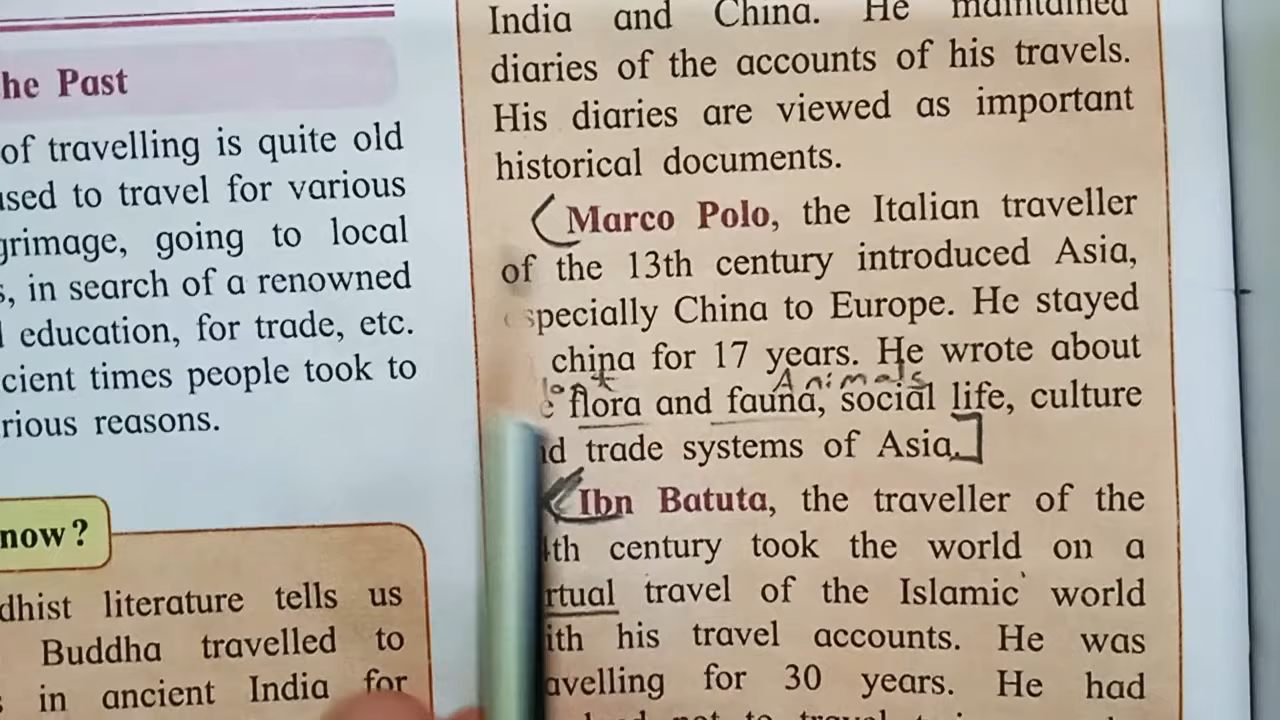 he Past
of travelling is quite old
used to travel for various
grimage, going to local
s, in search of a renowned
education, for trade, etc.
cient times people took to
rious reasons.
now?
dhist literature tells us
Buddha travelled to
in ancient India for
India and China. He maintained
diaries of the accounts of his travels.
His diaries are viewed as important
historical documents.
Marco Polo, the Italian traveller
of the 13th century introduced Asia,
specially China to Europe. He stayed
china for 17 years. He wrote about
Animals
e flora and fauna, social life, culture
nd trade systems of Asia.
Ibn Batuta, the traveller of the
4th century took the world on a
rtual travel of the Islamic world
ith his travel accounts. He was
avelling for 30 years. He had